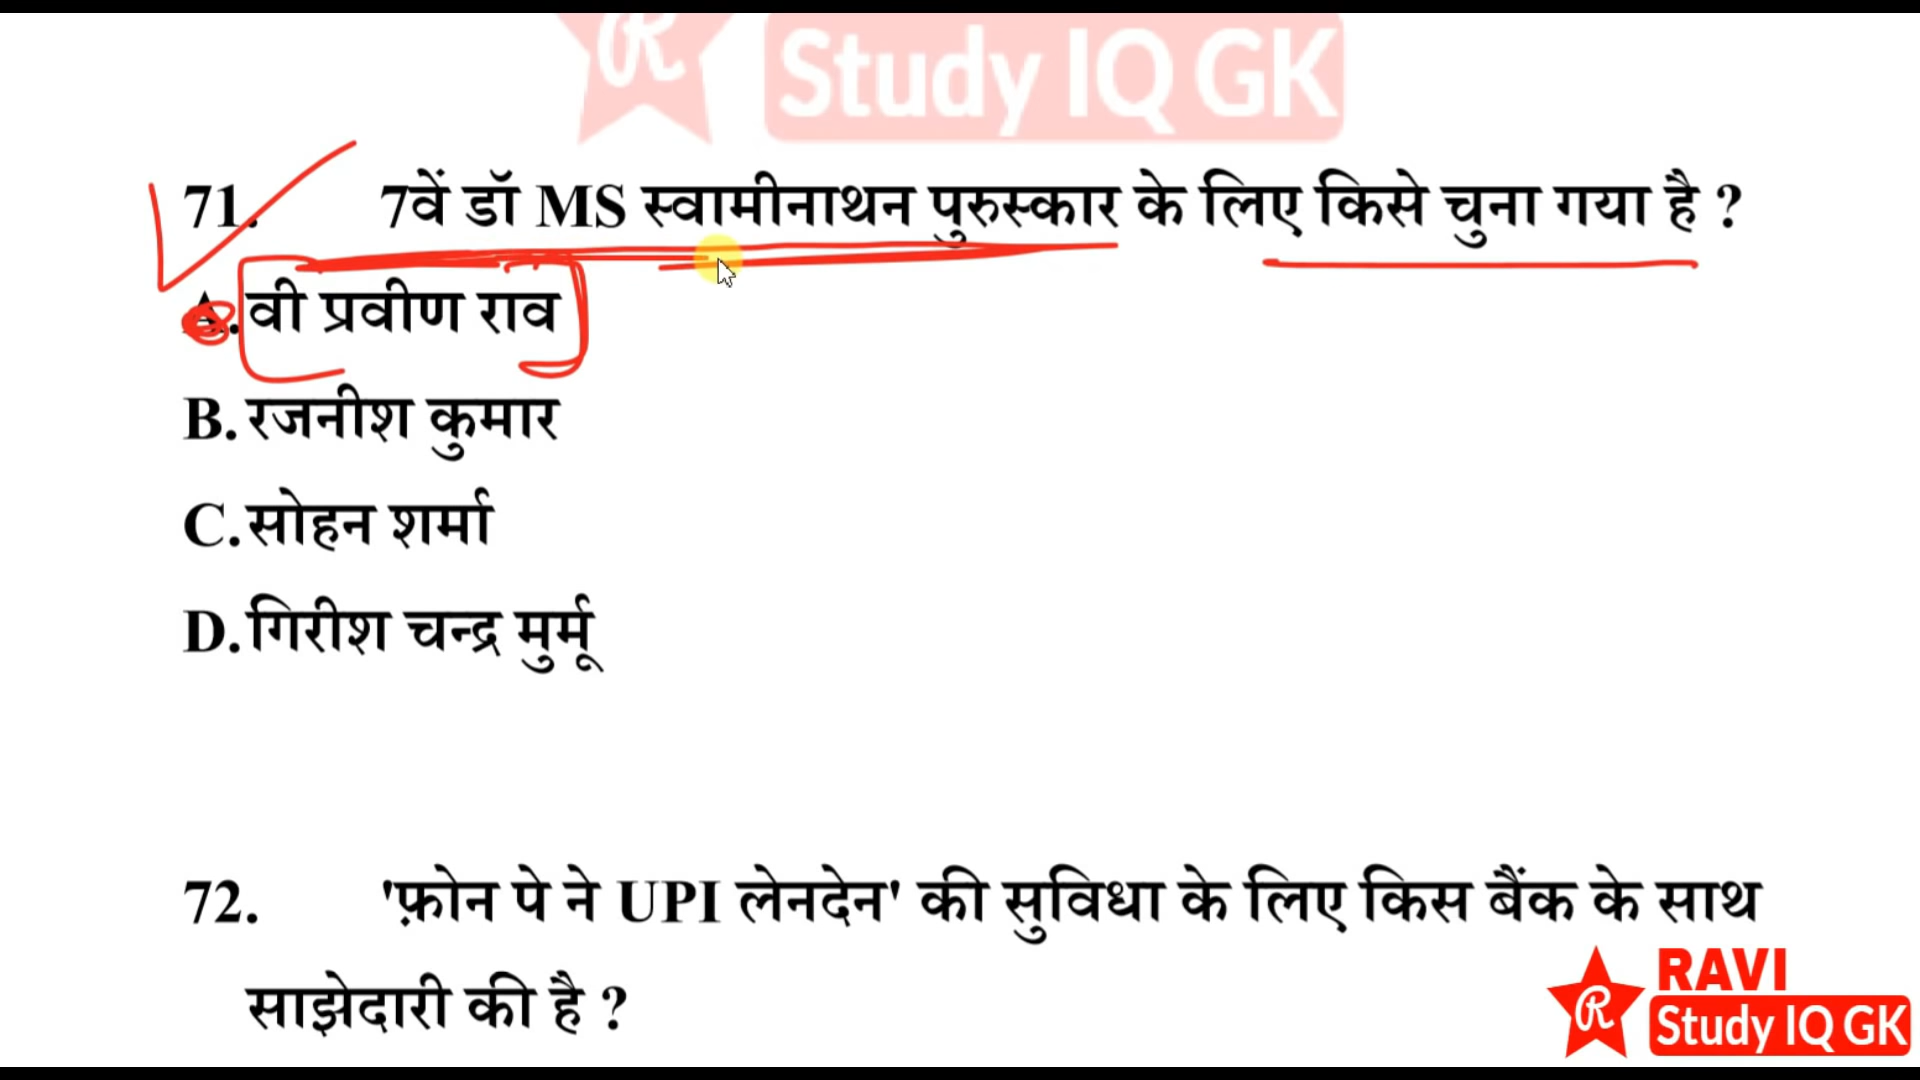 R Study IQ GK
71. 7वें डॉ MS स्वामीनाथन पुरुस्कार के लिए किसे चुना गया है ?
A. वी प्रवीण राव
B. रजनीश कुमार
C. सोहन शर्मा
D. गिरीश चन्द्र मुर्मू
72. 'फ़ोन पे ने UPI लेनदेन' की सुविधा के लिए किस बैंक के साथ
साझेदारी की है ?
RAVI
R Study IQ GK